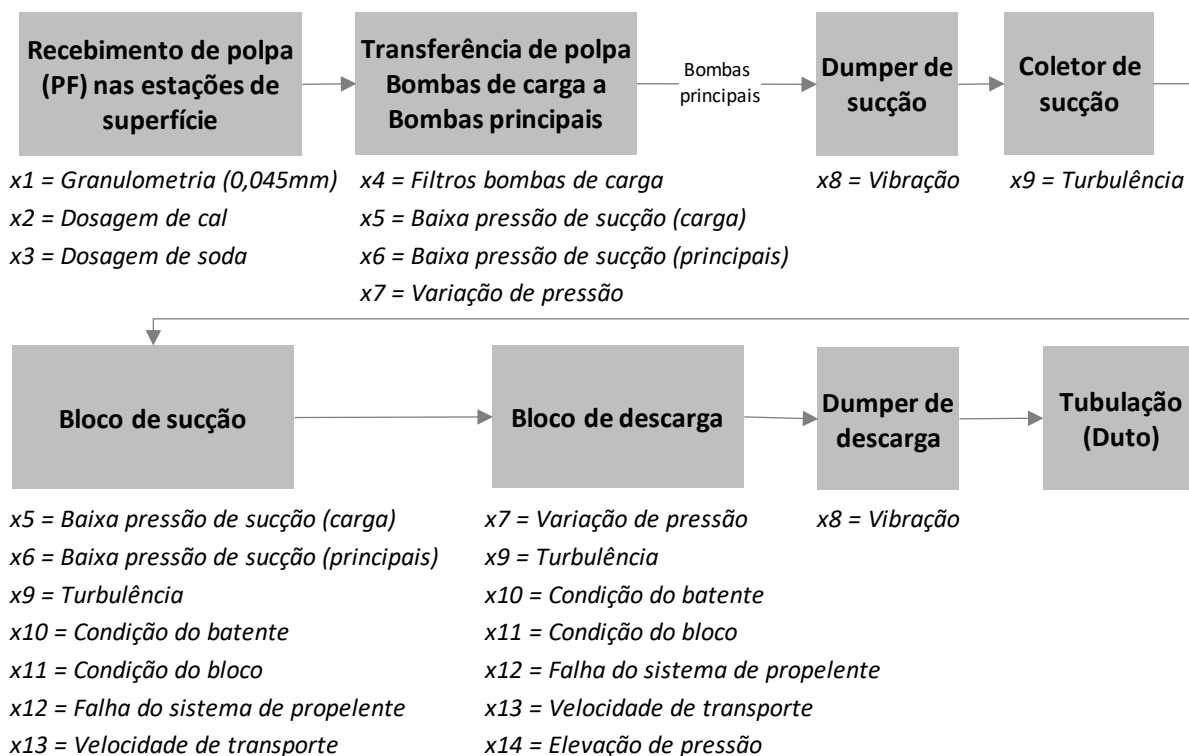 Recebimento de polpa
(PF) nas estações de
superfície
Transferência de polpa
Bombas de carga a
Bombas principais
Bombas
principais
Dumper de
sucção
Coletor de
sucção
x1 = Granulometria (0,045mm)
x2 = Dosagem de cal
x3 = Dosagem de soda
x4 = Filtros bombas de carga
x5 = Baixa pressão de sucção (carga)
x6 = Baixa pressão de sucção (principais)
x7 = Variação de pressão
x8 = Vibração
x9 = Turbulência
Bloco de sucção
Bloco de descarga
Dumper de
descarga
Tubulação
(Duto)
x5 = Baixa pressão de sucção (carga)
x6 = Baixa pressão de sucção (principais)
x9 = Turbulência
x10 = Condição do batente
x11 = Condição do bloco
x12 = Falha do sistema de propelente
x13 = Velocidade de transporte
x7 = Variação de pressão
x9 = Turbulência
x10 = Condição do batente
x11 = Condição do bloco
x12 = Falha do sistema de propelente
x13 = Velocidade de transporte
x14 = Elevação de pressão
x8 = Vibração